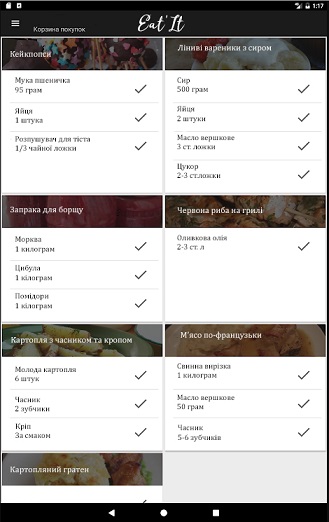 1:17
Eat'It
Корзина покупок
Кейкпопси
Мука пшенична
95 грам
Яйця
1 штука
Розпушувач для тіста
1/3 чайної ложки
Ліниві вареники з сиром
Сир
500 грам
Яйця
2 штуки
Масло вершкове
3 ст. ложки
Цукор
2-3 ст.ложки
Заправка для борщу
Морква
1 килограм
Цибуля
1 кілограм
Помідори
1 кілограм
Червона риба на грилі
Оливкова олія
2-3 ст. л
Картопля з часником та кропом
Молода картопля
6 штук
Часник
2 зубчики
Кріп
За смаком
М'ясо по-французьки
Свинна вирізка
1 килограм
Масло вершкове
50 грам
Часник
5-6 зубчиків
Картопляний гратен